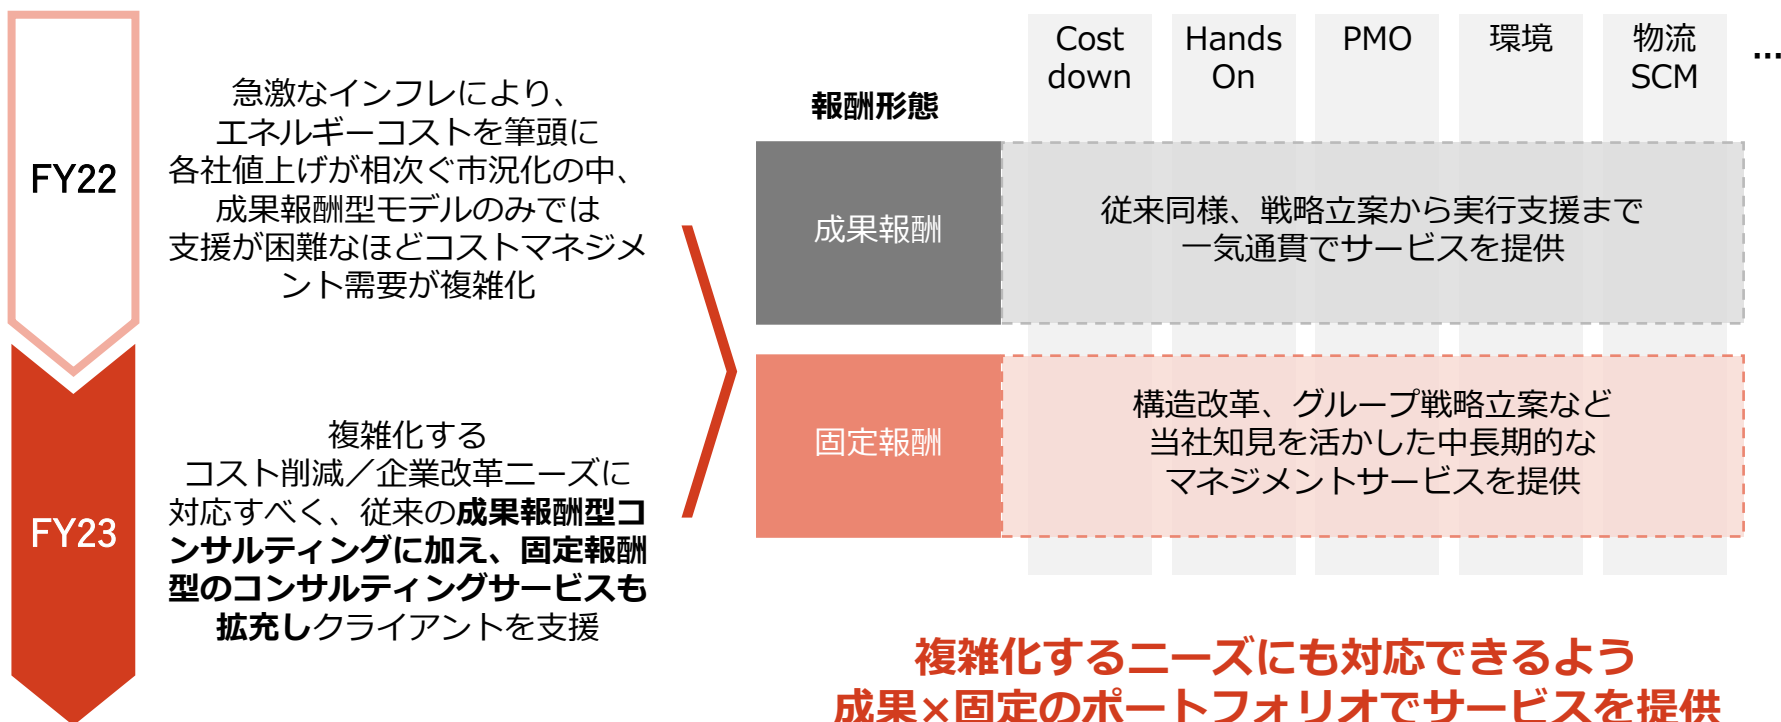 FY22
急激なインフレにより、
エネルギーコストを筆頭に
各社値上げが相次ぐ市況化の中、
成果報酬型モデルのみでは
支援が困難なほどコストマネジメ
ント需要が複雑化
FY23
複雑化する
コスト削減／企業改革ニーズに
対応すべく、従来の成果報酬型コ
ンサルティングに加え、固定報酬
型のコンサルティングサービスも
拡充しクライアントを支援
報酬形態
Cost
down
Hands
On
PMO
環境
物流
SCM
...
成果報酬
従来同様、戦略立案から実行支援まで
一気通貫でサービスを提供
固定報酬
構造改革、グループ戦略立案など
当社知見を活かした中長期的な
マネジメントサービスを提供
複雑化するニーズにも対応できるよう
成果×固定のポートフォリオでサービスを提供